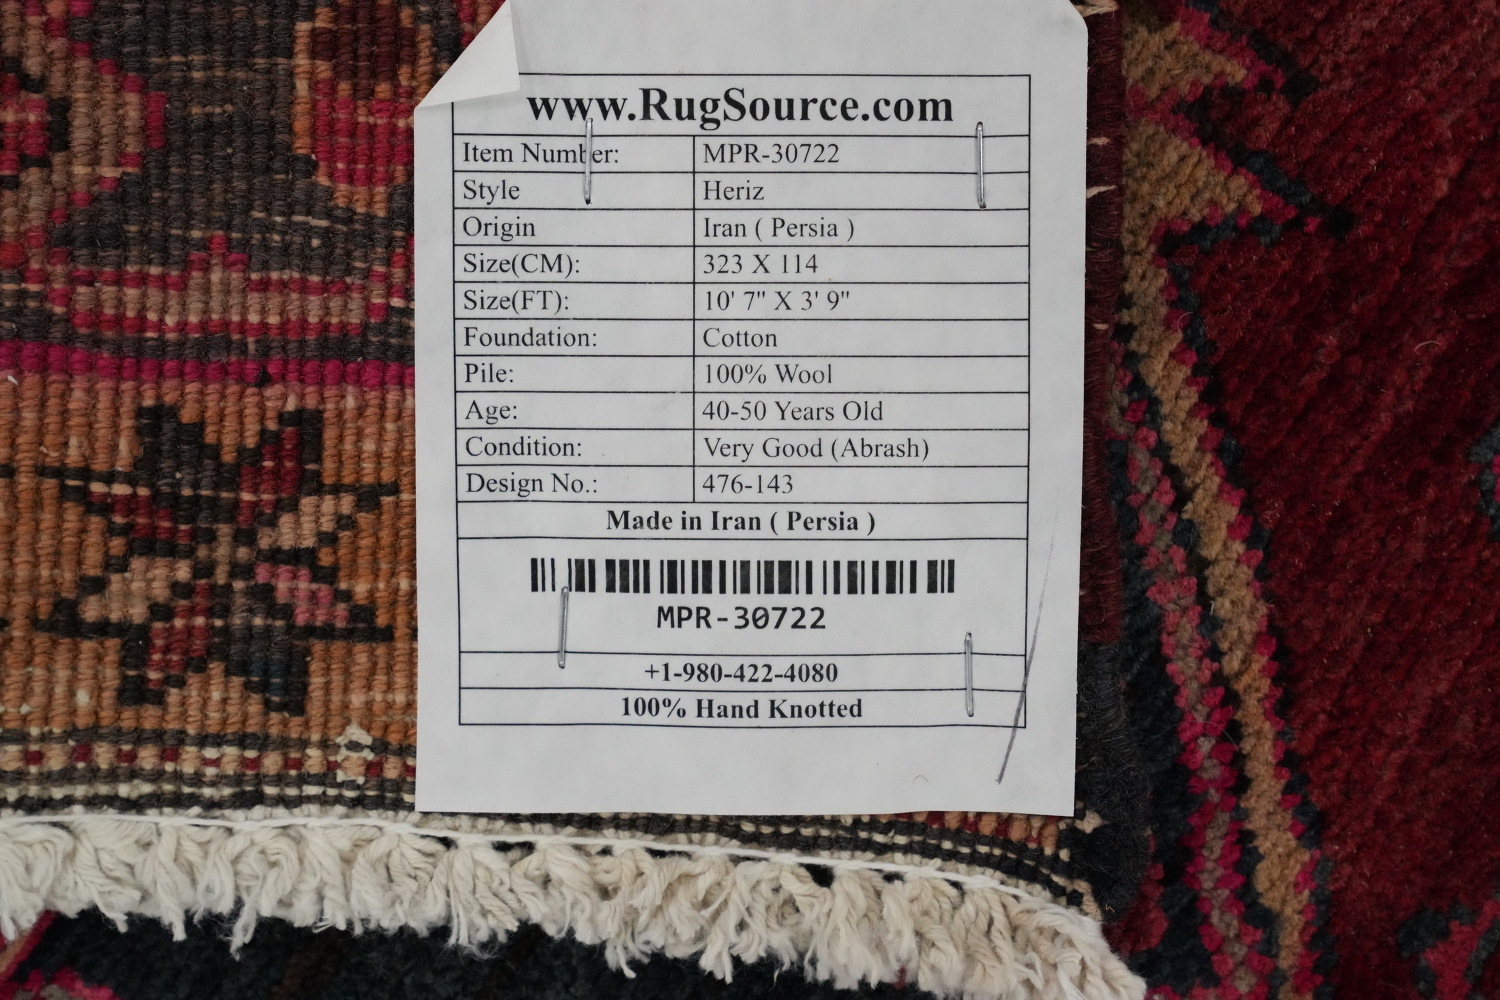 www.RugSource.com
Item Number: MPR-30722
Style Heriz
Origin Iran ( Persia )
Size(CM): 323 X 114
Size(FT): 10' 7" X 3' 9"
Foundation: Cotton
Pile: 100% Wool
Age: 40-50 Years Old
Condition: Very Good (Abrash)
Design No.: 476-143
Made in Iran ( Persia )
MPR-30722
+1-980-422-4080
100% Hand Knotted